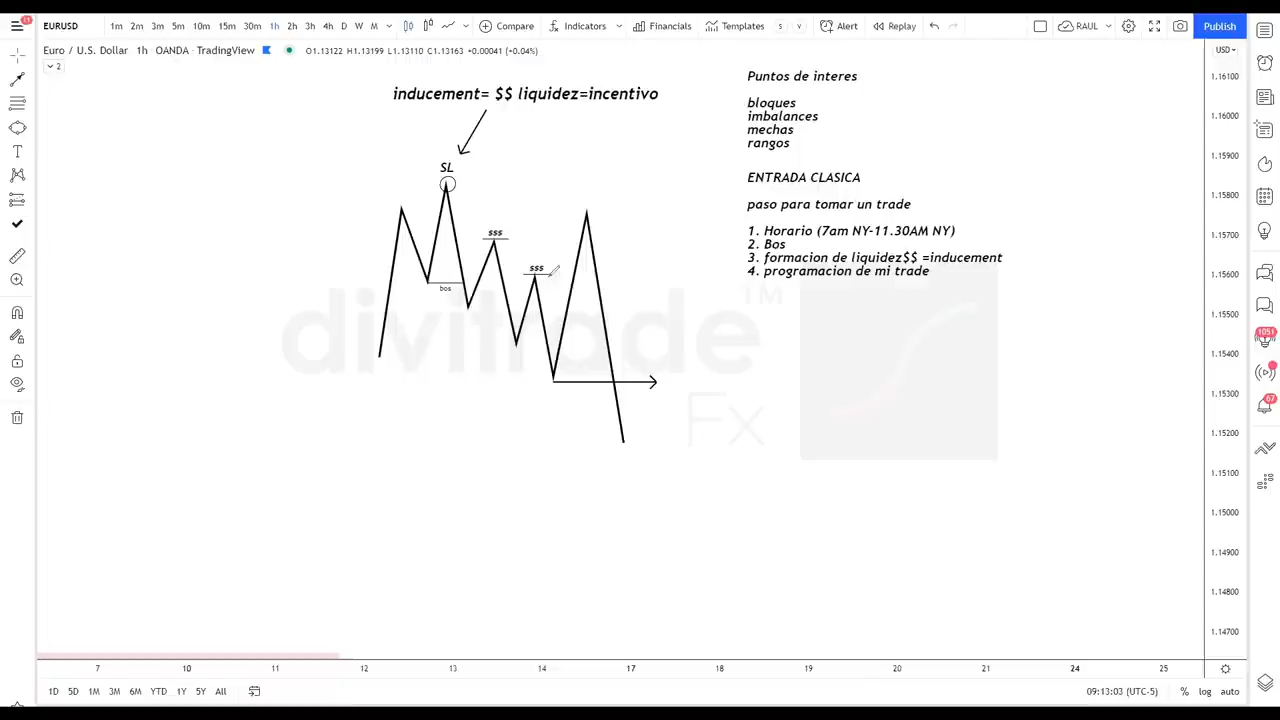 11
EURUSD
1m 2m 3m 5m 10m 15m 30m 1h 2h 3h 4h D W M
Compare
Indicators
Financials
Templates
S
V
Alert
Replay
RAUL
Publish
Euro / U.S. Dollar 1h OANDA · TradingView
O1.13122 H1.13199 L1.13110 C1.13163 +0.00041 (+0.04%)
2
USD
inducement= $$ liquidez=incentivo
SL
$$$
$$$
bos
Puntos de interes
bloques
imbalances
mechas
rangos
ENTRADA CLASICA
paso para tomar un trade
1. Horario (7am NY-11.30AM NY)
2. Bos
3. formacion de liquidez$$ =inducement
4. programacion de mi trade
divitrade™
Fx
1.16100
1.16000
1.15900
1.15800
1.15700
1.15600
1.15500
1.15400
1.15300
1.15200
1.15100
1.15000
1.14900
1.14800
1.14700
1051
67
7 10 11 12 13 14 17 18 19 20 21 24 25
1D 5D 1M 3M 6M YTD 1Y 5Y All
09:13:03 (UTC-5)
% log auto